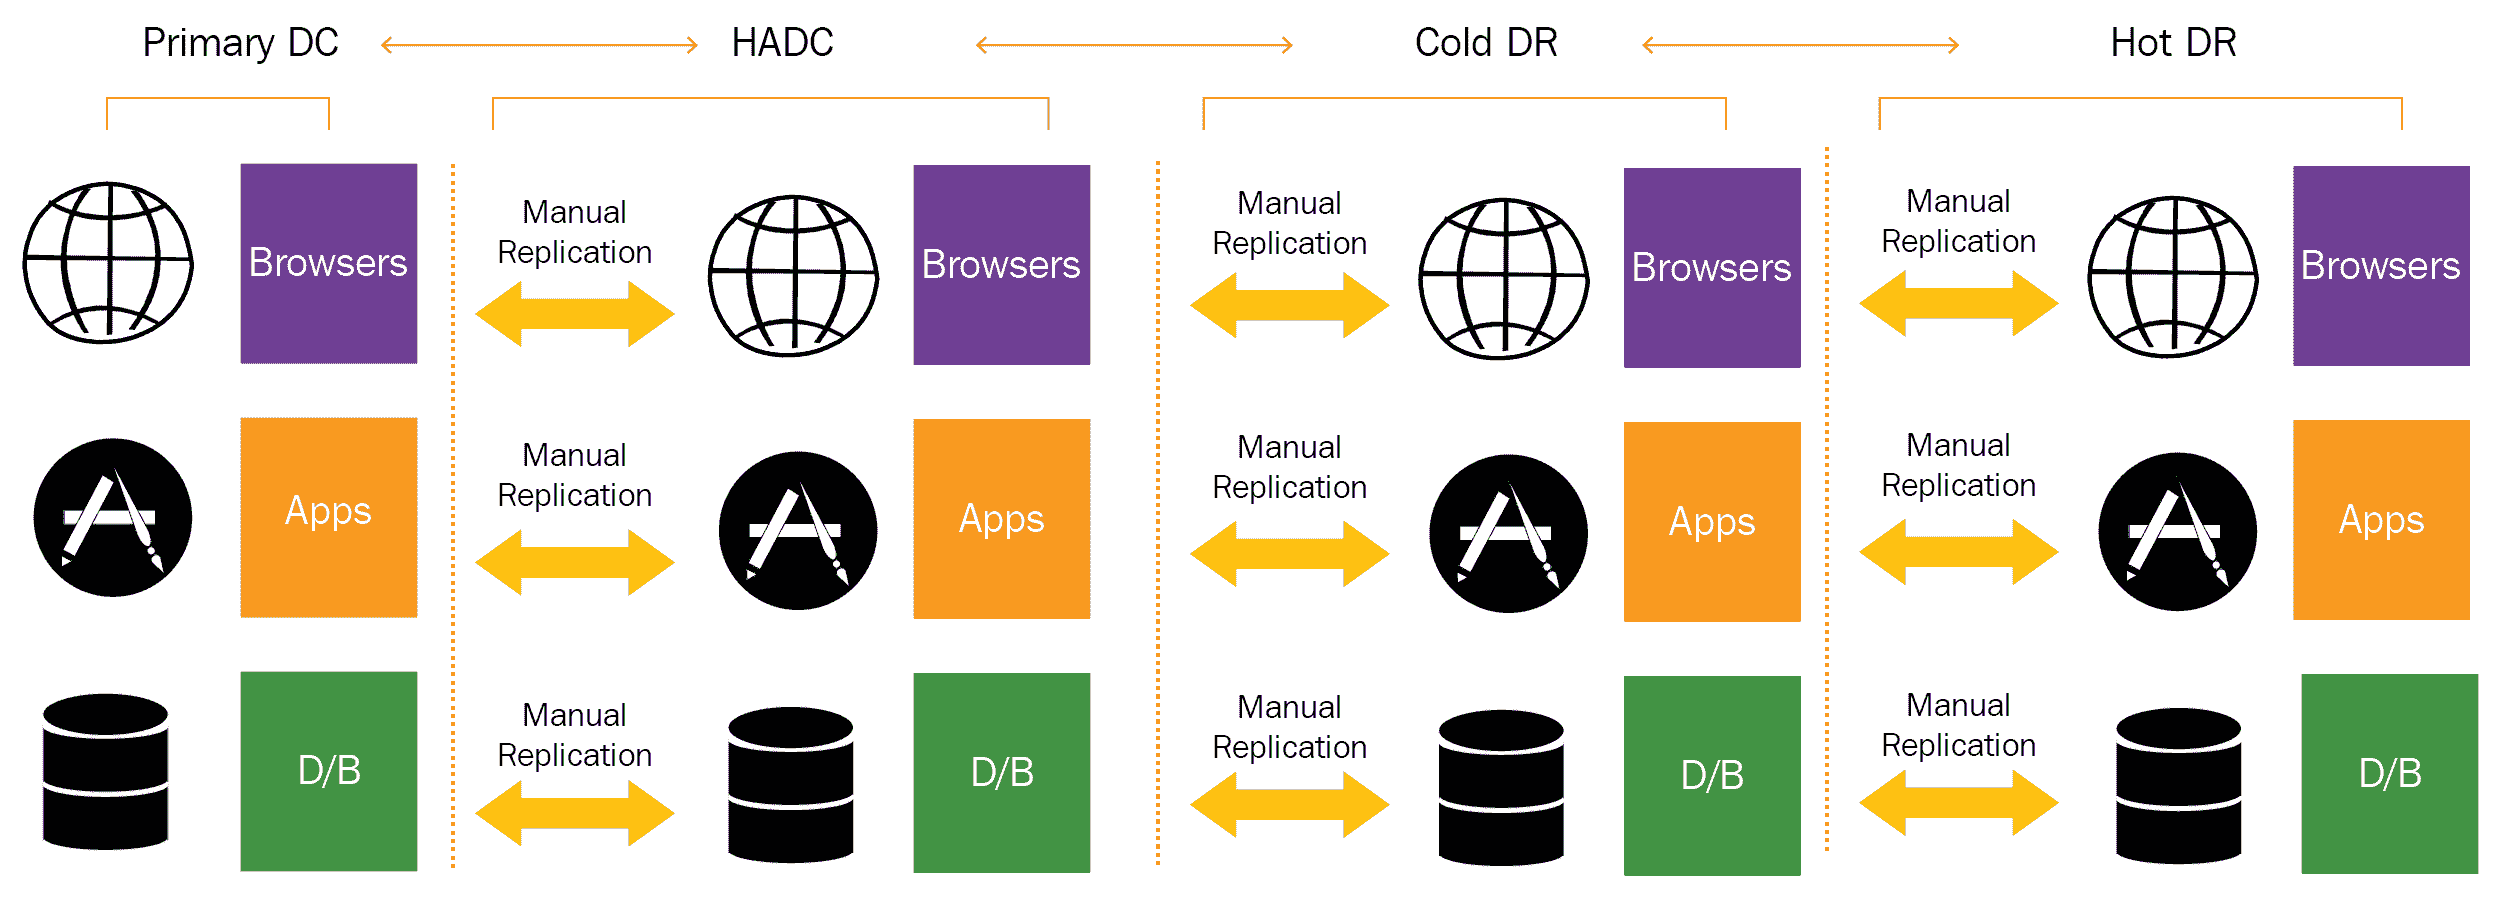 Primary DC
HADC
Cold DR
Hot DR
Browsers
Manual
Replication
Browsers
Manual
Replication
Browsers
Manual
Replication
Browsers
Apps
Manual
Replication
Apps
Manual
Replication
Apps
Manual
Replication
Apps
D/B
Manual
Replication
D/B
Manual
Replication
D/B
Manual
Replication
D/B